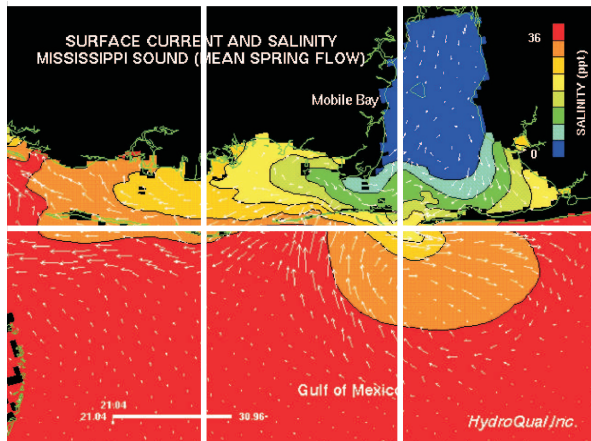 SURFACE CURRENT AND SALINITY
MISSISSIPPI SOUND (MEAN SPRING FLOW)
36
Mobile Bay
SALINITY (ppt)
0
Gulf of Mexico
21:04
21.04 30.96
HydroQual,Inc.